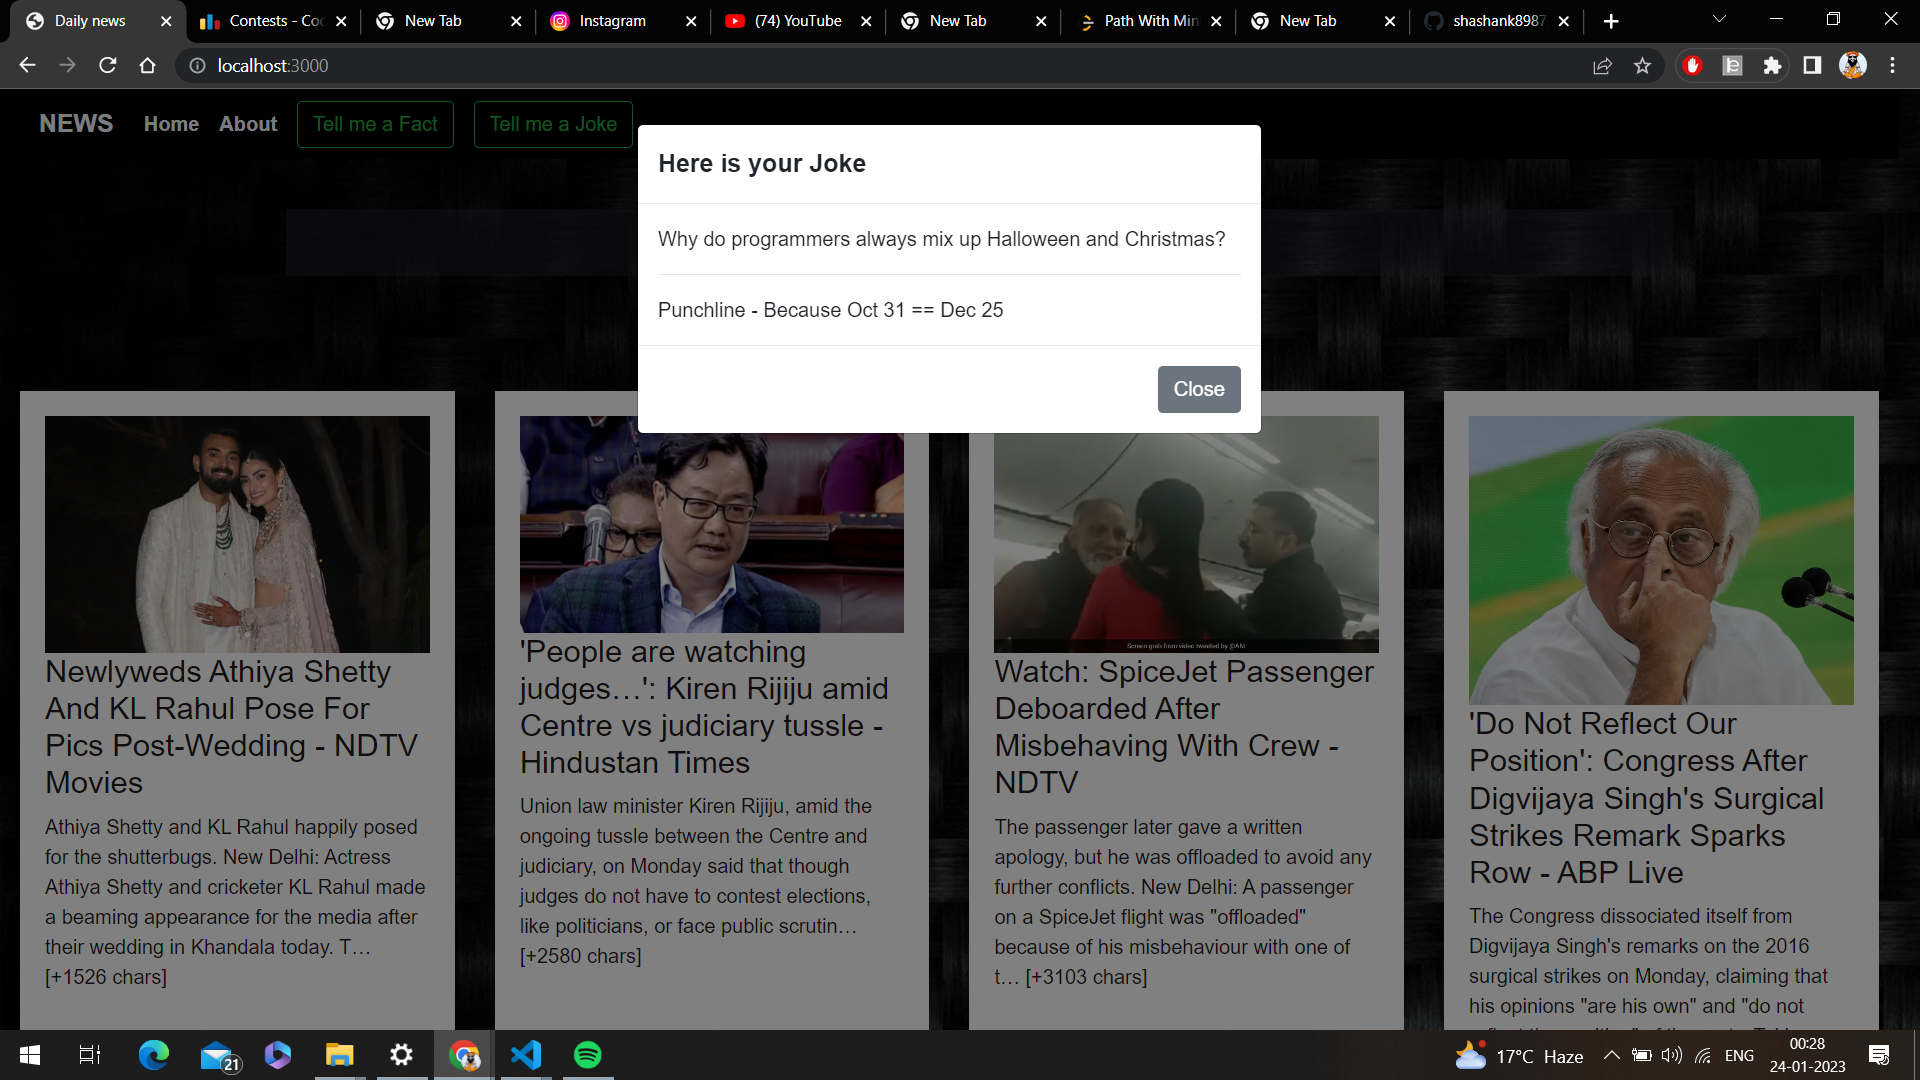 Daily news
Contests - Co
New Tab
Instagram
(74) YouTube
New Tab
Path With Min
New Tab
shashank8987
localhost:3000
NEWS
Home
About
Tell me a Fact
Tell me a Joke
Here is your Joke
Why do programmers always mix up Halloween and Christmas?
Punchline - Because Oct 31 == Dec 25
Close
Newlyweds Athiya Shetty
And KL Rahul Pose For
Pics Post-Wedding - NDTV
Movies
Athiya Shetty and KL Rahul happily posed
for the shutterbugs. New Delhi: Actress
Athiya Shetty and cricketer KL Rahul made
a beaming appearance for the media after
their wedding in Khandala today. T…
[+1526 chars]
'People are watching
judges…': Kiren Rijiju amid
Centre vs judiciary tussle -
Hindustan Times
Union law minister Kiren Rijiju, amid the
ongoing tussle between the Centre and
judiciary, on Monday said that though
judges do not have to contest elections,
like politicians, or face public scrutin…
[+2580 chars]
Screen grab from video tweeted by @AM
Watch: SpiceJet Passenger
Deboarded After
Misbehaving With Crew -
NDTV
The passenger later gave a written
apology, but he was offloaded to avoid any
further conflicts. New Delhi: A passenger
on a SpiceJet flight was "offloaded"
because of his misbehaviour with one of
t… [+3103 chars]
'Do Not Reflect Our
Position': Congress After
Digvijaya Singh's Surgical
Strikes Remark Sparks
Row - ABP Live
The Congress dissociated itself from
Digvijaya Singh's remarks on the 2016
surgical strikes on Monday, claiming that
his opinions "are his own" and "do not
21
17°C Haze
ENG
00:28
24-01-2023